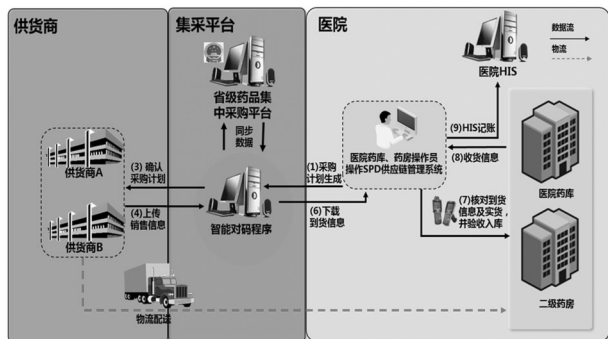 供货商
集采平台
医院
数据流
物流
医院HIS
省级药品集
中采购平台
同步
数据
医院药库、药房操作员
操作SPD供应链管理系统
(9)HIS记账
(8)收货信息
医院药库
供货商A
(3) 确认
采购计划
(1)采购
计划生成
(4)上传
销售信息
智能对码程序
(6)下载
到货信息
(7)核对到货
信息及实货，
并验收入库
供货商B
二级药房
物流配送